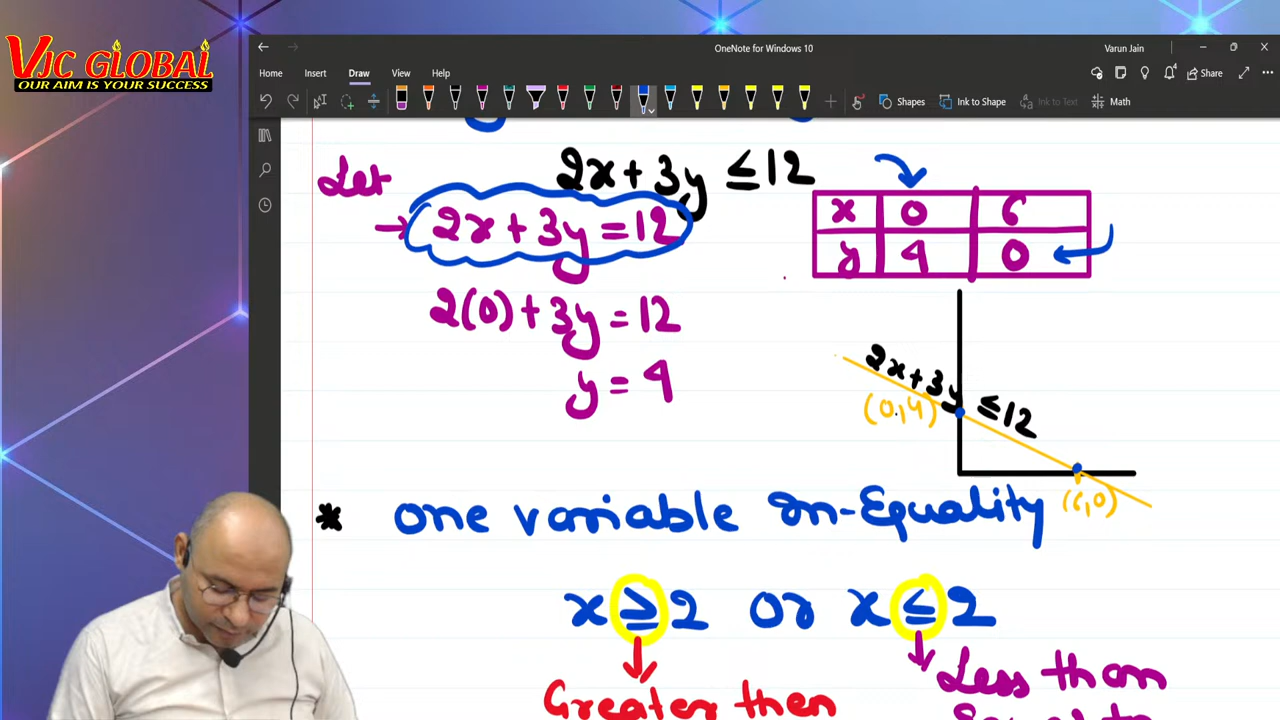 VJC GLOBAL
OUR AIM IS YOUR SUCCESS
OneNote for Windows 10
Varun Jain
Home Insert Draw View Help
Share
Shapes
Ink to Shape
Ink to Text
Math
2x+3y ≤12
Let
→ 2x+3y=12
2(0)+3y=12
y=4
x 0 6
y 4 0
2x+3y ≤12
(0,4)
(6,0)
* one variable In-Equality
x ≥ 2 or x ≤ 2
Greater then
Less than
Equal to